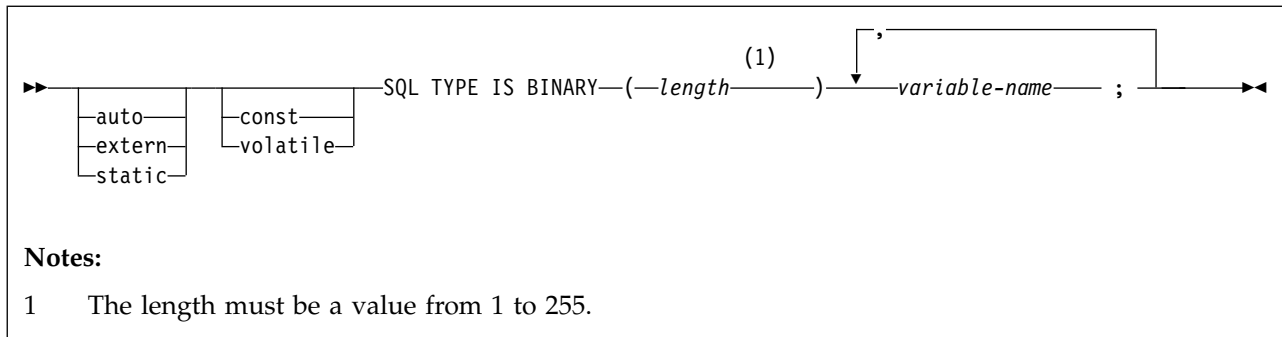 ,
(1)
SQL TYPE IS BINARY ( length ) variable-name ;
auto const
extern volatile
static
Notes:
1 The length must be a value from 1 to 255.